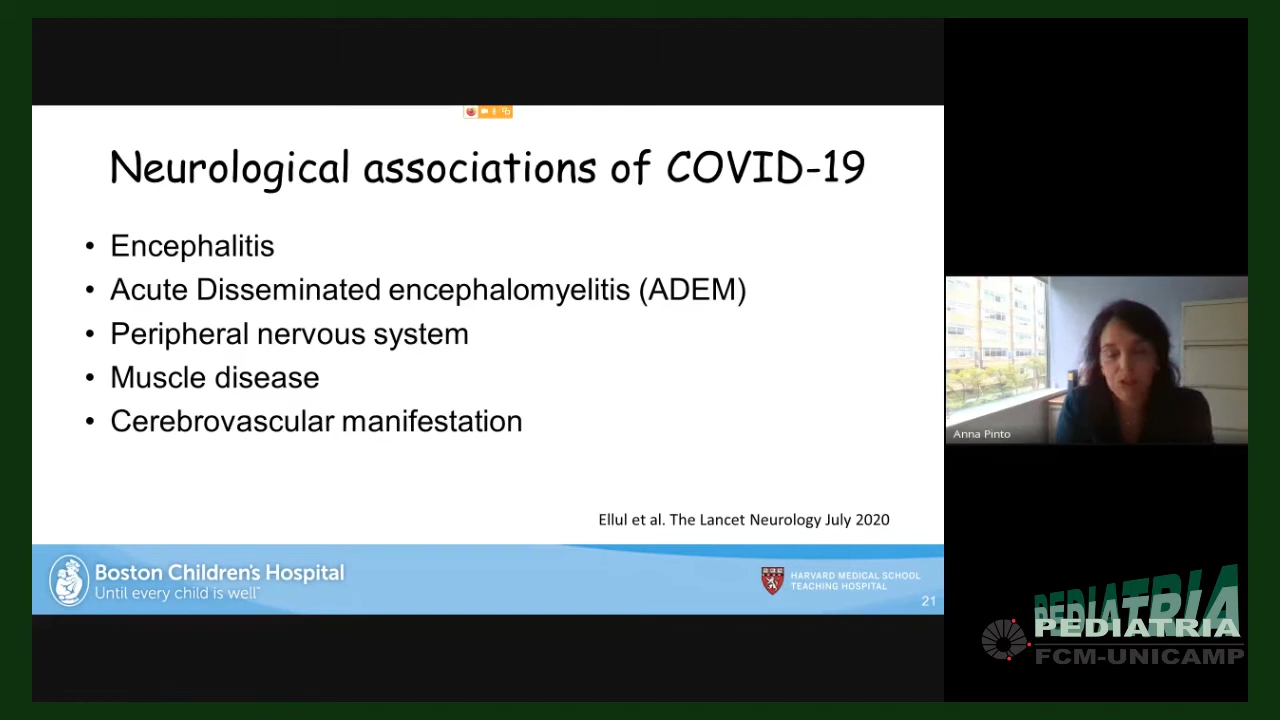 Neurological associations of COVID-19
• Encephalitis
• Acute Disseminated encephalomyelitis (ADEM)
• Peripheral nervous system
• Muscle disease
• Cerebrovascular manifestation
Ellul et al. The Lancet Neurology July 2020
Boston Children's Hospital
Until every child is well™
HARVARD MEDICAL SCHOOL
TEACHING HOSPITAL
21
Anna Pinto
PEDIATRIA
PEDIATRIA
FCM-UNICAMP